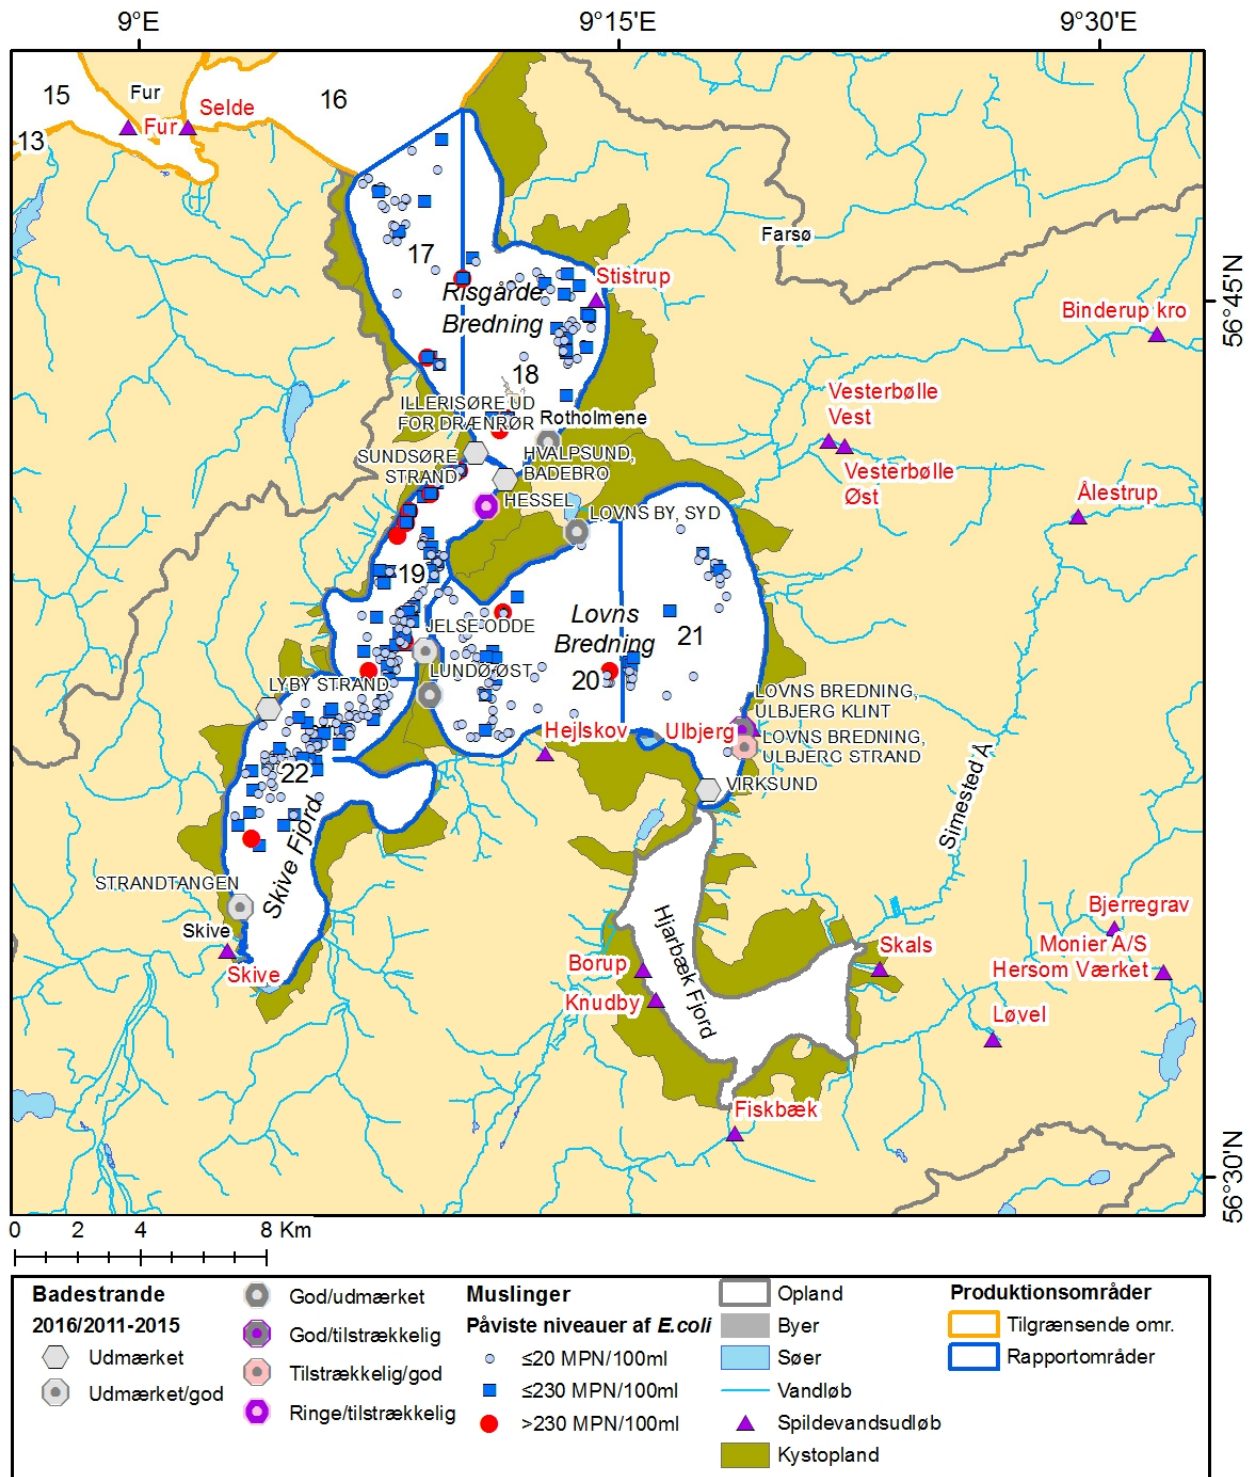 9°E
9°15'E
9°30'E
15
Fur
Selde
16
Fur
13
17
Farsø
Stistrup
Risgårde
Bredning
Binderup kro
56°45'N
18
ILLERISØRE UD
FOR DRÆNRØR
Rotholmene
Vesterbølle
Vest
SUNDSØRE
STRAND
HVALPSUND,
BADEBRO
Vesterbølle
Øst
HESSEL
LOVNS BY, SYD
Ålestrup
19
JELSE ODDE
Lovns
Bredning
21
LUNDØ ØST
20
LYBY STRAND
LOVNS BREDNING,
ULBJERG KLINT
Hejlskov
Ulbjerg
LOVNS BREDNING,
ULBJERG STRAND
22
VIRKSUND
Simested Å
Skive Fjord
STRANDTANGEN
Skive
Skive
Hjarbæk Fjord
Borup
Knudby
Skals
Bjerregrav
Monier A/S
Hersom Værket
Løvel
Fiskbæk
56°30'N
0 2 4 8 Km
Badestrande
2016/2011-2015
Udmærket
Udmærket/god
God/udmærket
God/tilstrækkelig
Tilstrækkelig/god
Ringe/tilstrækkelig
Muslinger
Påviste niveauer af E.coli
≤20 MPN/100ml
≤230 MPN/100ml
>230 MPN/100ml
Opland
Byer
Søer
Vandløb
Spildevandsudløb
Kystopland
Produktionsområder
Tilgrænsende omr.
Rapportområder